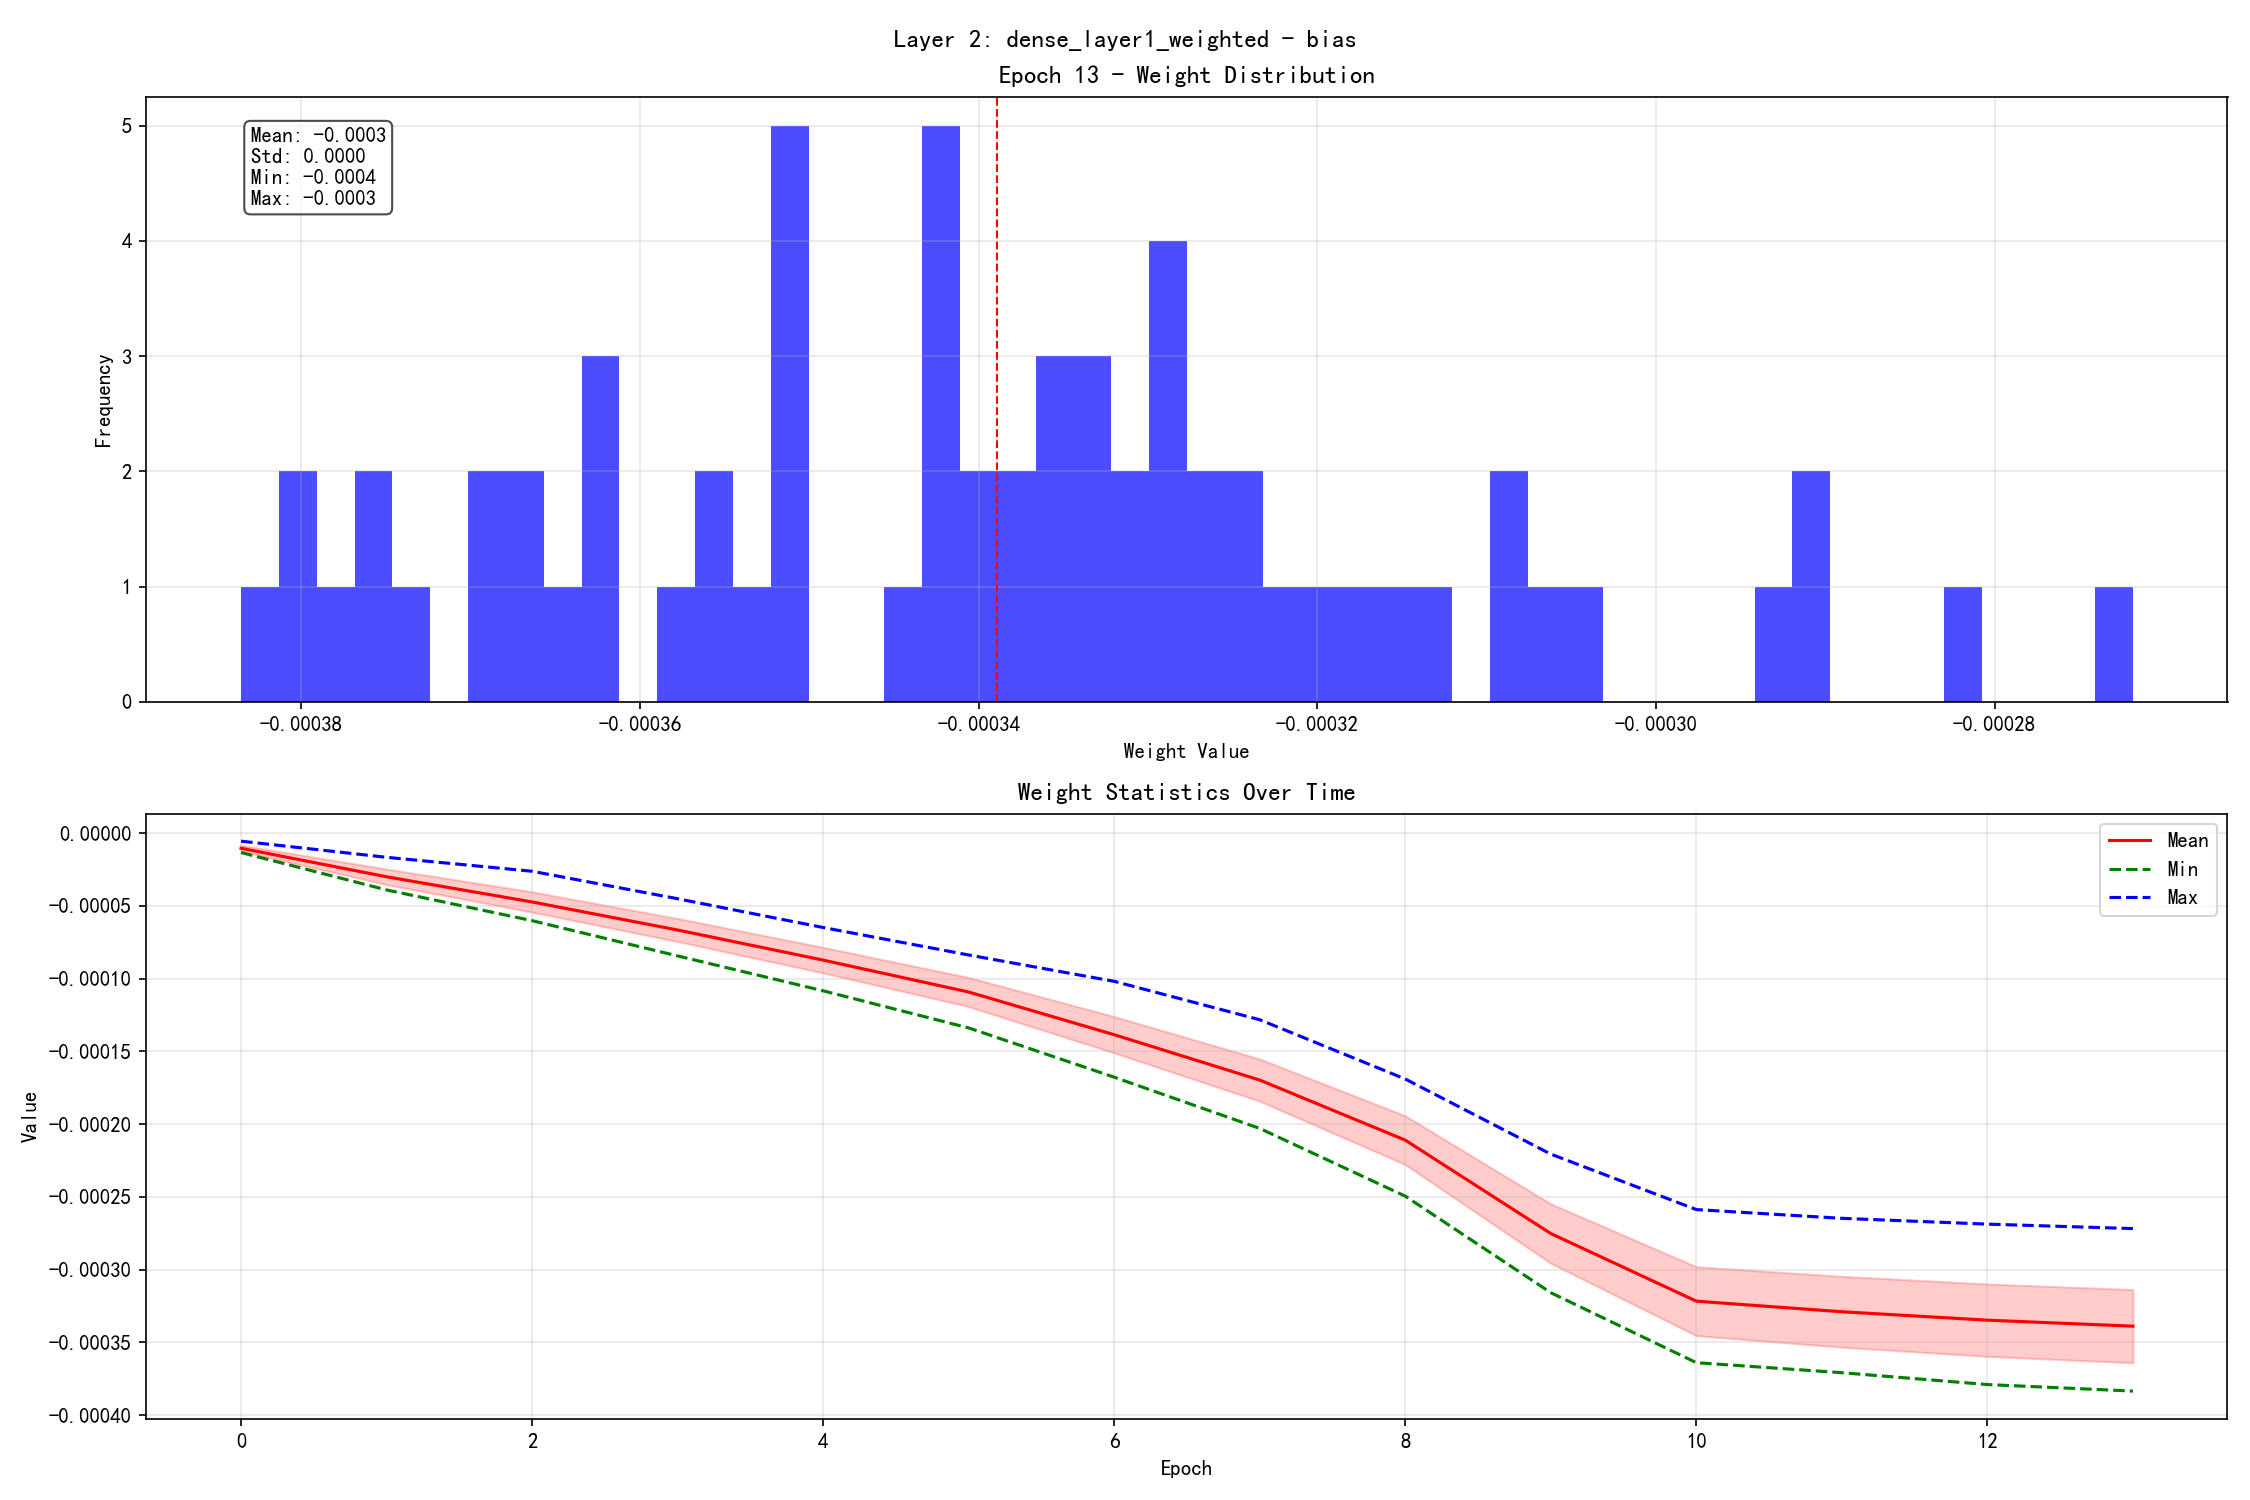 Layer 2: dense_layer1_weighted - bias
Epoch 13 - Weight Distribution
Mean: -0.0003
Std: 0.0000
Min: -0.0004
Max: -0.0003
Frequency
5
4
3
2
1
0
-0.00038 -0.00036 -0.00034 -0.00032 -0.00030 -0.00028
Weight Value
Weight Statistics Over Time
Mean
Min
Max
Value
0.00000
-0.00005
-0.00010
-0.00015
-0.00020
-0.00025
-0.00030
-0.00035
-0.00040
0 2 4 6 8 10 12
Epoch